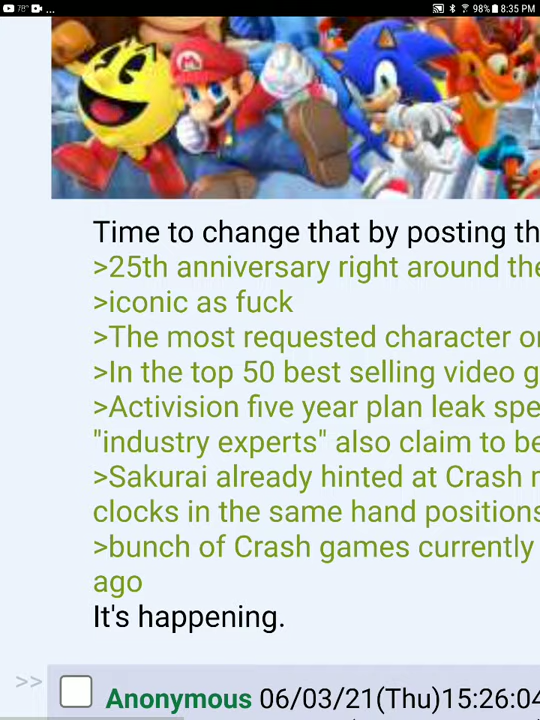 78° ... 98% 8:35 PM
Time to change that by posting th
>25th anniversary right around the
>iconic as fuck
>The most requested character or
>In the top 50 best selling video g
>Activision five year plan leak spe
"industry experts" also claim to be
>Sakurai already hinted at Crash r
clocks in the same hand positions
>bunch of Crash games currently
ago
It's happening.
>> Anonymous 06/03/21(Thu)15:26:04